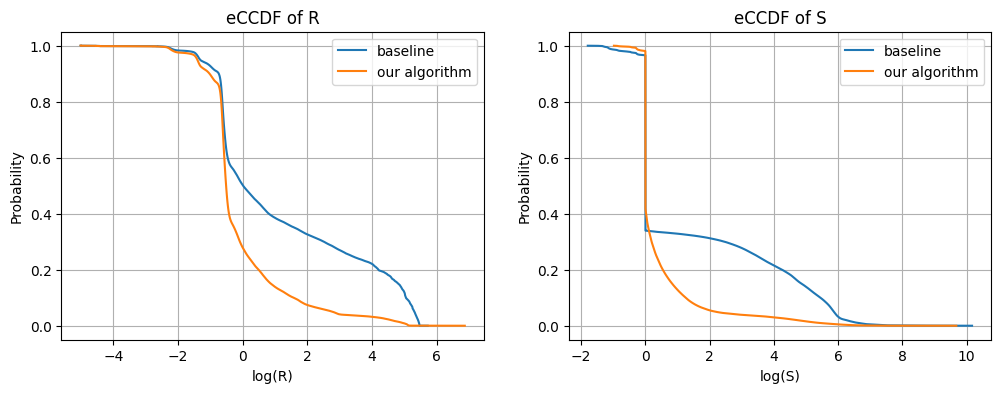 eCCDF of R
baseline
our algorithm
1.0
0.8
0.6
0.4
0.2
0.0
Probability
−4
−2
0
2
4
6
log(R)
eCCDF of S
baseline
our algorithm
1.0
0.8
0.6
0.4
0.2
0.0
Probability
−2
0
2
4
6
8
10
log(S)